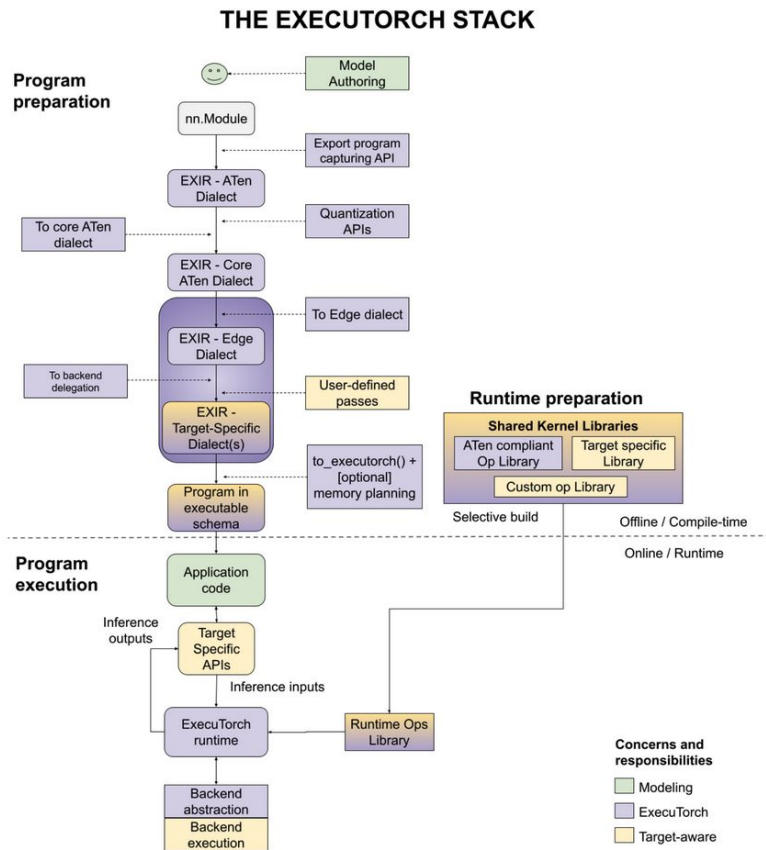 THE EXECUTORCH STACK
Program
preparation
Model
Authoring
nn.Module
Export program
capturing API
EXIR - ATen
Dialect
Quantization
APIs
To core ATen
dialect
EXIR - Core
ATen Dialect
To Edge dialect
EXIR - Edge
Dialect
To backend
delegation
User-defined
passes
EXIR -
Target-Specific
Dialect(s)
to_executorch() +
[optional]
memory planning
Program in
executable
schema
Runtime preparation
Shared Kernel Libraries
ATen compliant
Op Library
Target specific
Library
Custom op Library
Selective build
Offline / Compile-time
Online / Runtime
Program
execution
Application
code
Inference
outputs
Target
Specific
APIs
Inference inputs
ExecuTorch
runtime
Runtime Ops
Library
Backend
abstraction
Backend
execution
Concerns and
responsibilities
Modeling
ExecuTorch
Target-aware